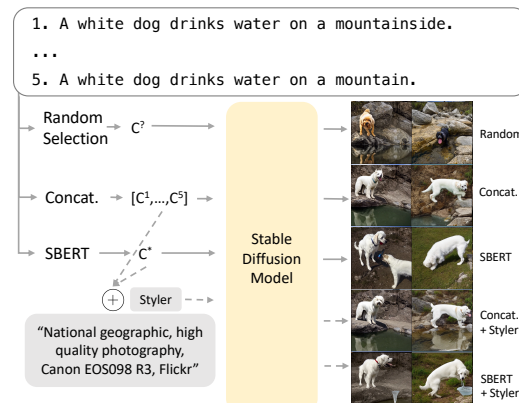 1. A white dog drinks water on a mountainside.
...
5. A white dog drinks water on a mountain.
Random
Selection
C?
Random
Concat.
[C1,...,C5]
Concat.
SBERT
C*
Stable
Diffusion
Model
SBERT
+
Styler
Concat.
+ Styler
"National geographic, high
quality photography,
Canon EOS098 R3, Flickr"
SBERT
+ Styler